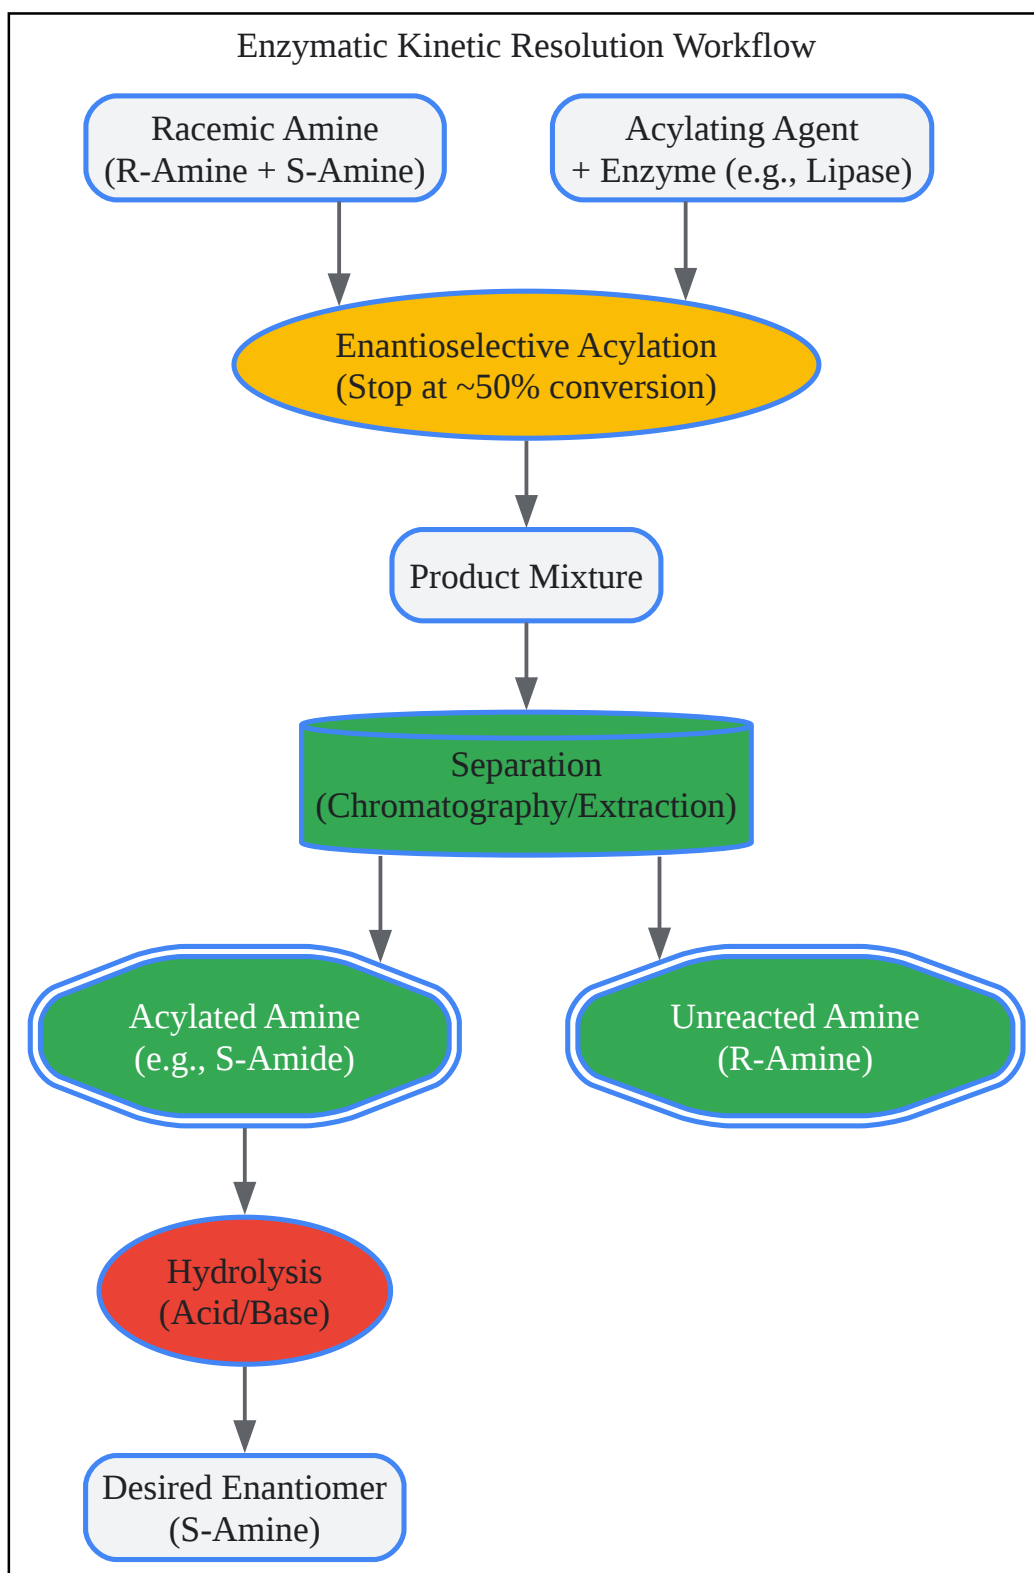 Enzymatic Kinetic Resolution Workflow
Racemic Amine
(R-Amine + S-Amine)
Acylating Agent
+ Enzyme (e.g., Lipase)
Enantioselective Acylation
(Stop at ~50% conversion)
Product Mixture
Separation
(Chromatography/Extraction)
Acylated Amine
(e.g., S-Amide)
Unreacted Amine
(R-Amine)
Hydrolysis
(Acid/Base)
Desired Enantiomer
(S-Amine)